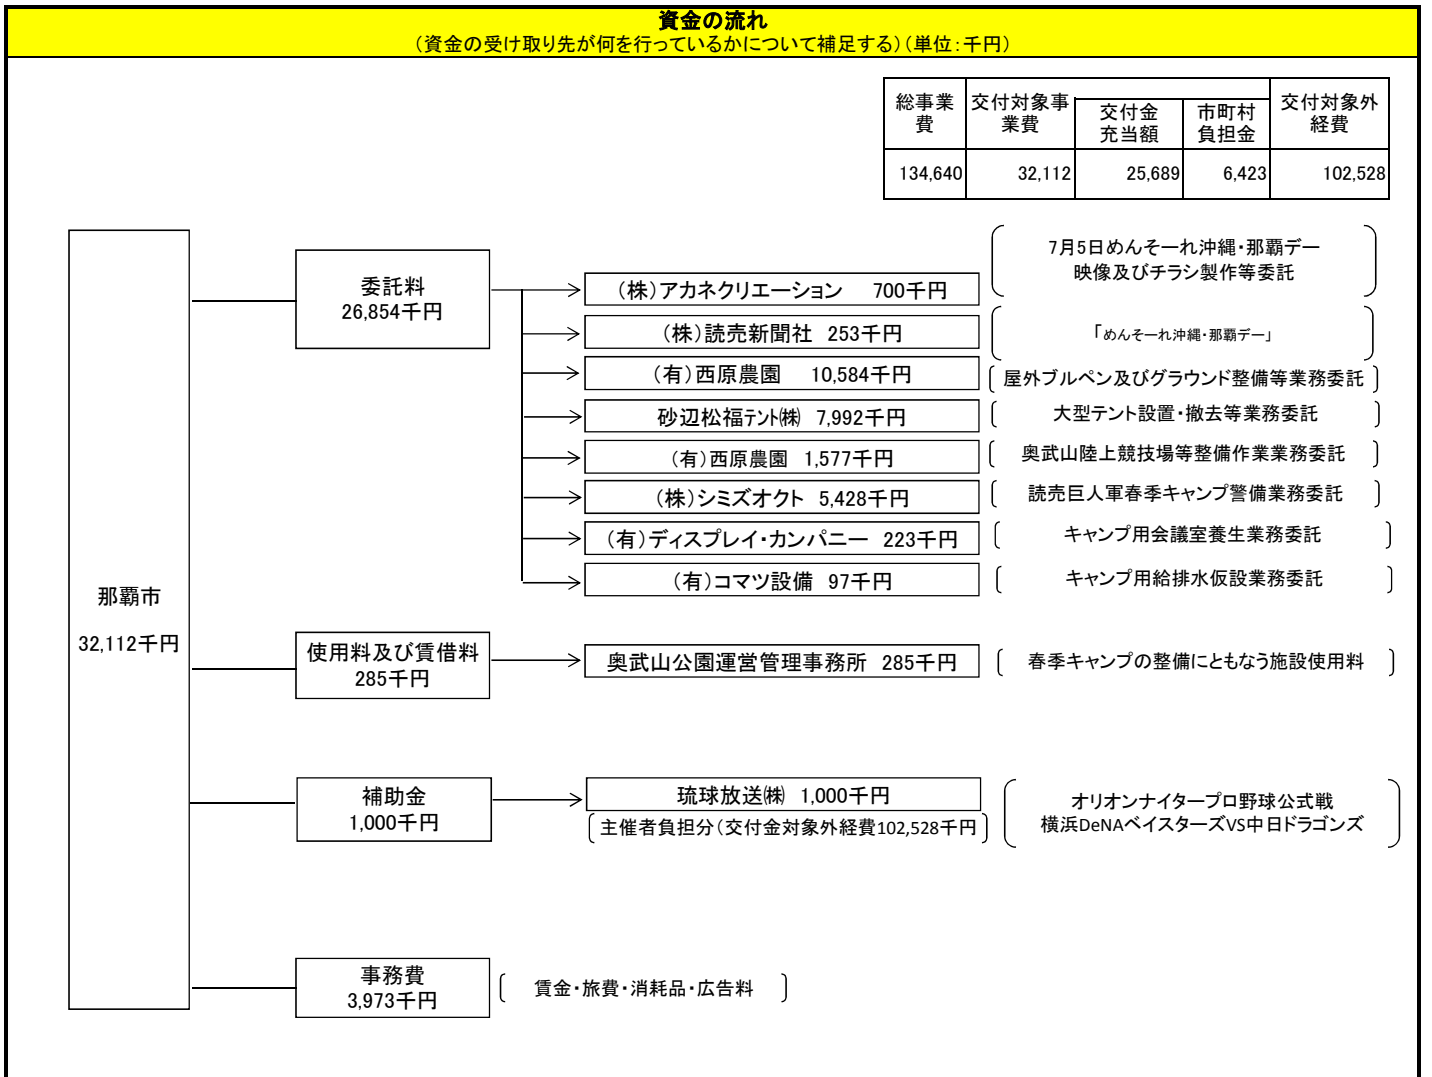 資金の流れ
（資金の受け取り先が何を行っているかについて補足する）（単位：千円）
総事業費 交付対象事業費 交付金充当額 市町村負担金 交付対象外経費
134,640 32,112 25,689 6,423 102,528
那覇市
32,112千円
委託料
26,854千円
（株）アカネクリエーション 700千円
7月5日めんそーれ沖縄・那覇デー
映像及びチラシ製作等委託
（株）読売新聞社 253千円
「めんそーれ沖縄・那覇デー」
（有）西原農園 10,584千円
屋外ブルペン及びグラウンド整備等業務委託
砂辺松福テント㈱ 7,992千円
大型テント設置・撤去等業務委託
（有）西原農園 1,577千円
奥武山陸上競技場等整備作業業務委託
（株）シミズオクト 5,428千円
読売巨人軍春季キャンプ警備業務委託
（有）ディスプレイ・カンパニー 223千円
キャンプ用会議室養生業務委託
（有）コマツ設備 97千円
キャンプ用給排水仮設業務委託
使用料及び賃借料
285千円
奥武山公園運営管理事務所 285千円
春季キャンプの整備にともなう施設使用料
補助金
1,000千円
琉球放送㈱ 1,000千円
主催者負担分（交付金対象外経費102,528千円
オリオンナイタープロ野球公式戦
横浜DeNAベイスターズVS中日ドラゴンズ
事務費
3,973千円
賃金・旅費・消耗品・広告料